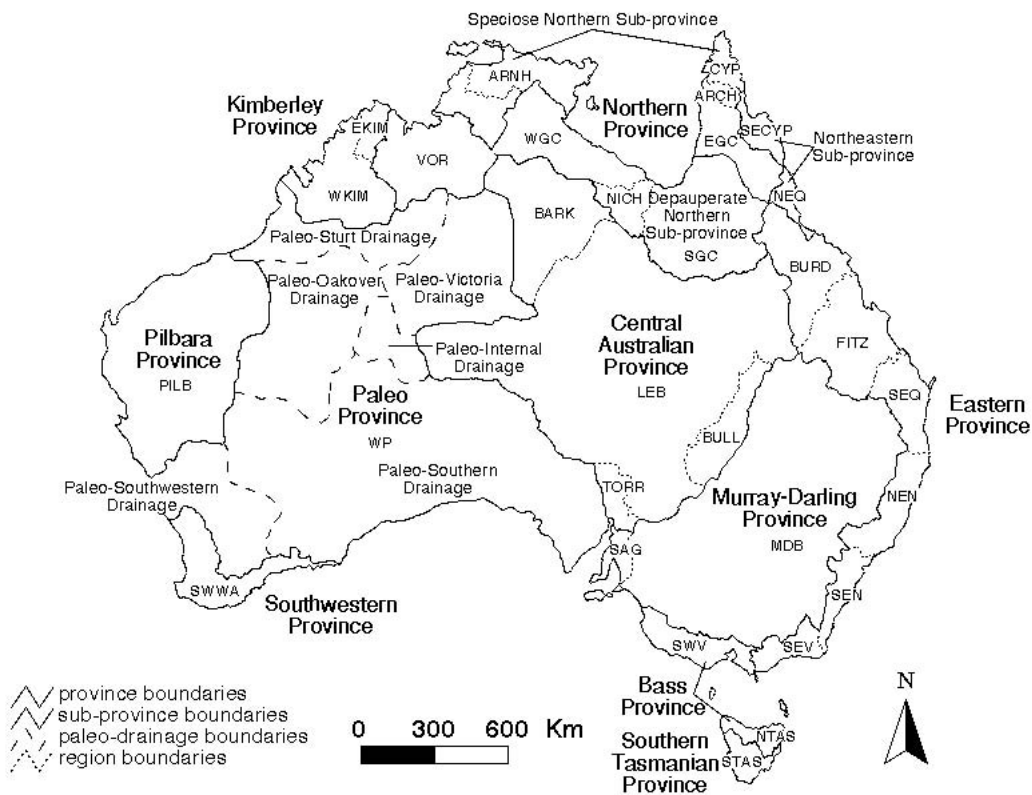 Speciose Northern Sub-province
CYP
ARNH
ARCH
Kimberley
Province
Northern
Province
EKIM
WGC
SECYP
EGC
Northeastern
Sub-province
VOR
WKIM
NICH
Depauperate
Northern
Sub-province
NEQ
BARK
Paleo-Sturt Drainage
SGC
BURD
Paleo-Oakover
Drainage
Paleo-Victoria
Drainage
Pilbara
Province
PILB
Central
Australian
Province
LEB
FITZ
Paleo-Internal
Drainage
Paleo
Province
WP
SEQ
Eastern
Province
BULL
Paleo-Southwestern
Drainage
Paleo-Southern
Drainage
TORR
Murray-Darling
Province
MDB
NEN
SAG
SWWA
Southwestern
Province
SEN
SWV
SEV
Bass
Province
NTAS
Southern
Tasmanian
Province
STAS
province boundaries
sub-province boundaries
paleo-drainage boundaries
region boundaries
0 300 600 Km
N